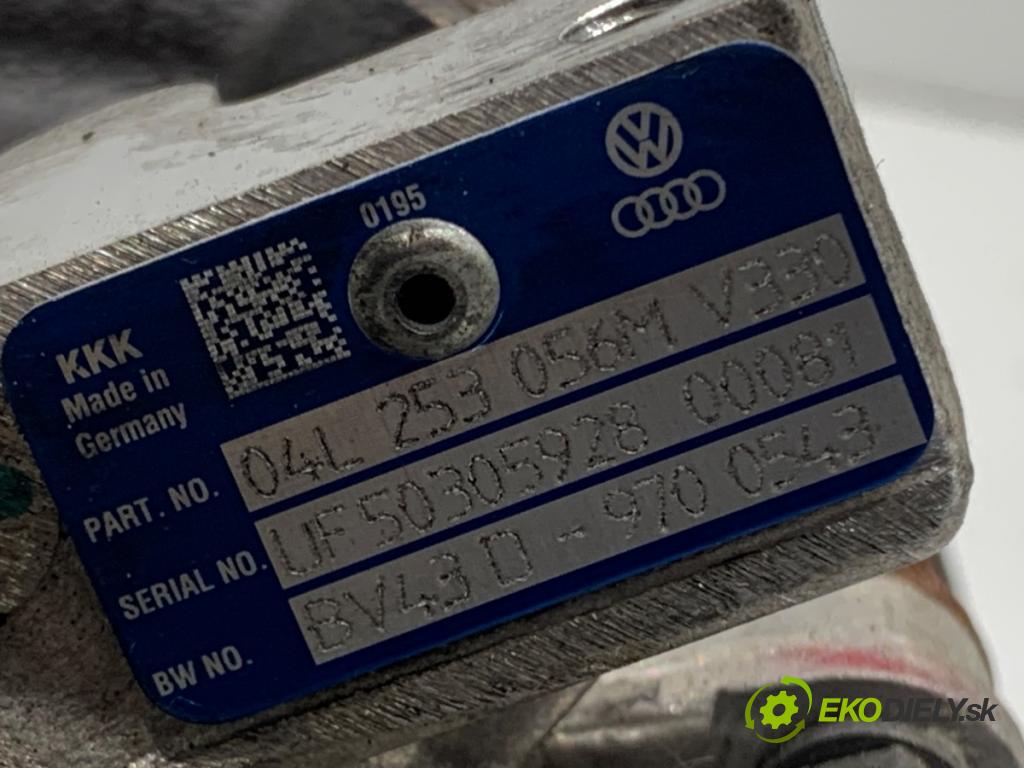 0195
KKK
Made in
Germany
PART. NO. 04L 253 056M V330
SERIAL NO. UF50305928 00081
BW NO. BV43D - 970 0543
EKODIELY.sk